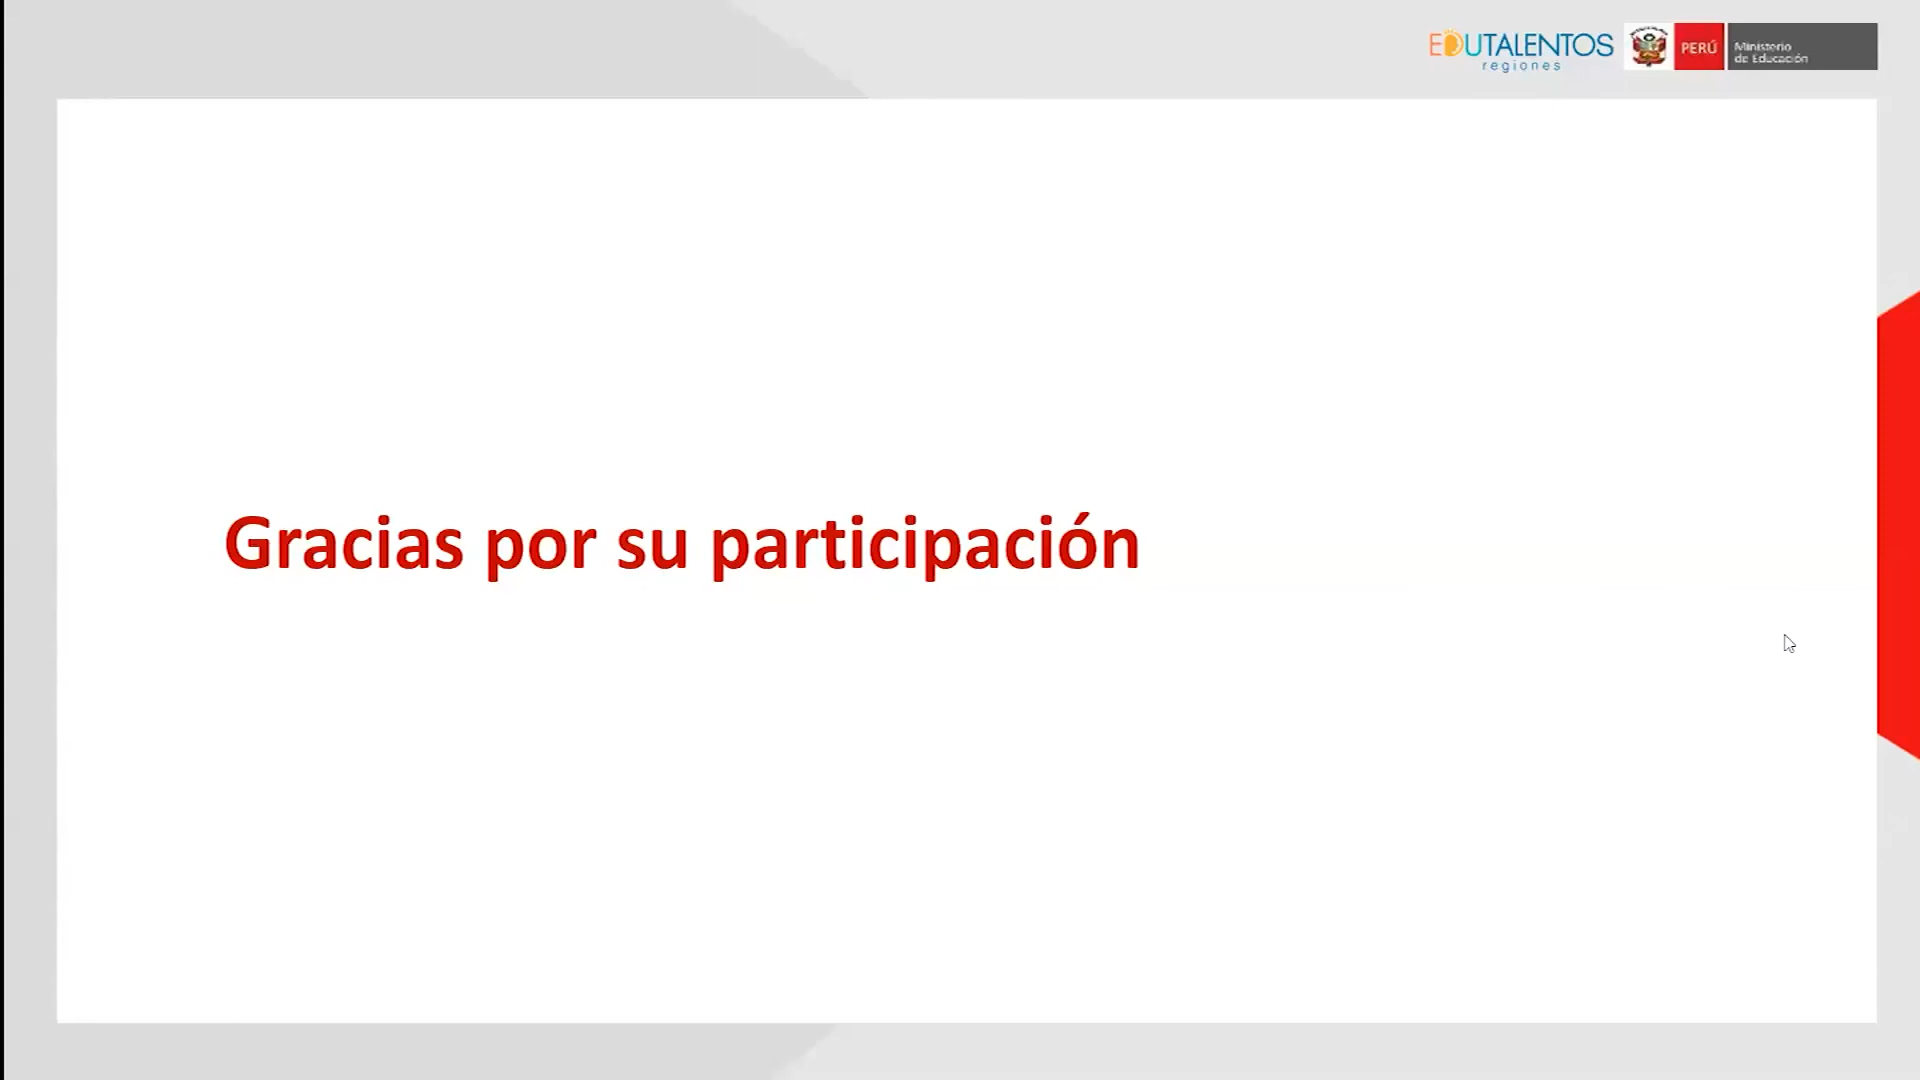 EDUTALENTOS
regiones
PERÚ
Ministerio
de Educación
Gracias por su participación